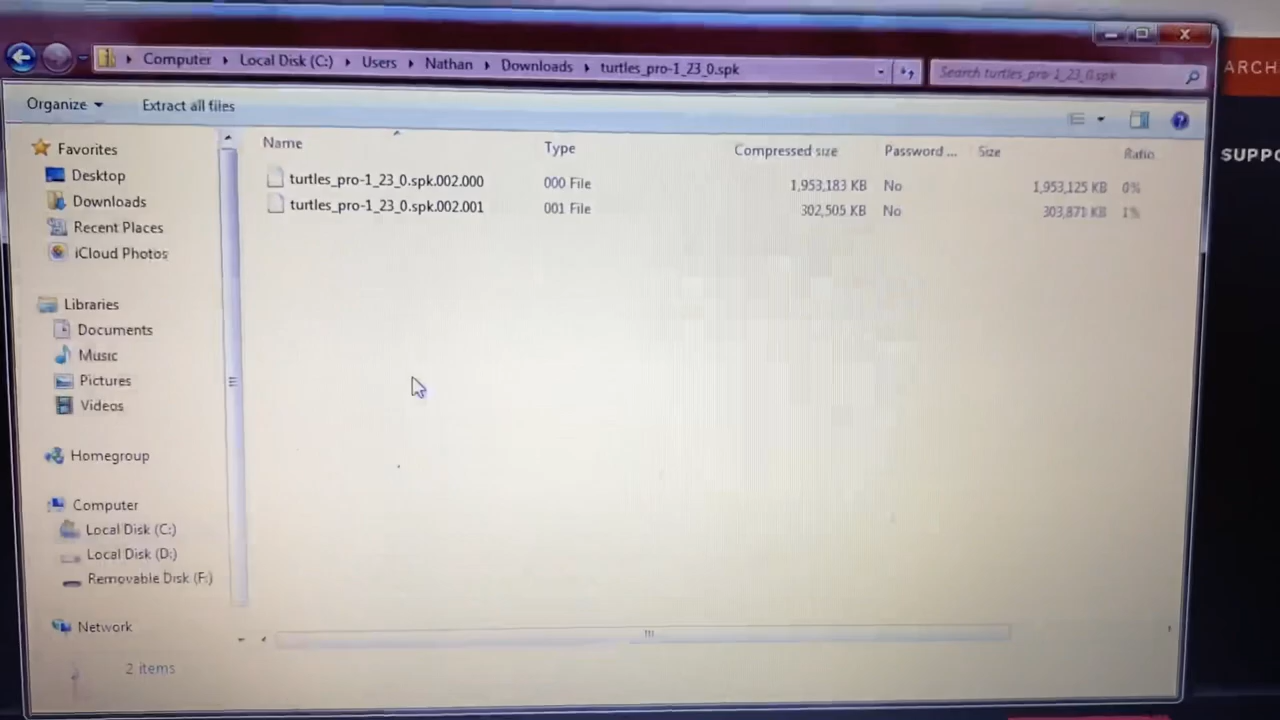 Computer Local Disk (C:) Users Nathan Downloads turtles_pro-1_23_0.spk
Search turtles_pro-1_23_0.spk
ARCH
Organize
Extract all files
SUPPO
Favorites
Desktop
Downloads
Recent Places
iCloud Photos
Libraries
Documents
Music
Pictures
Videos
Homegroup
Computer
Local Disk (C:)
Local Disk (D:)
Removable Disk (F:)
Network
Name Type Compressed size Password ... Size Ratio
turtles_pro-1_23_0.spk.002.000 000 File 1,953,183 KB No 1,953,125 KB 0%
turtles_pro-1_23_0.spk.002.001 001 File 302,505 KB No 303,871 KB 1%
2 items